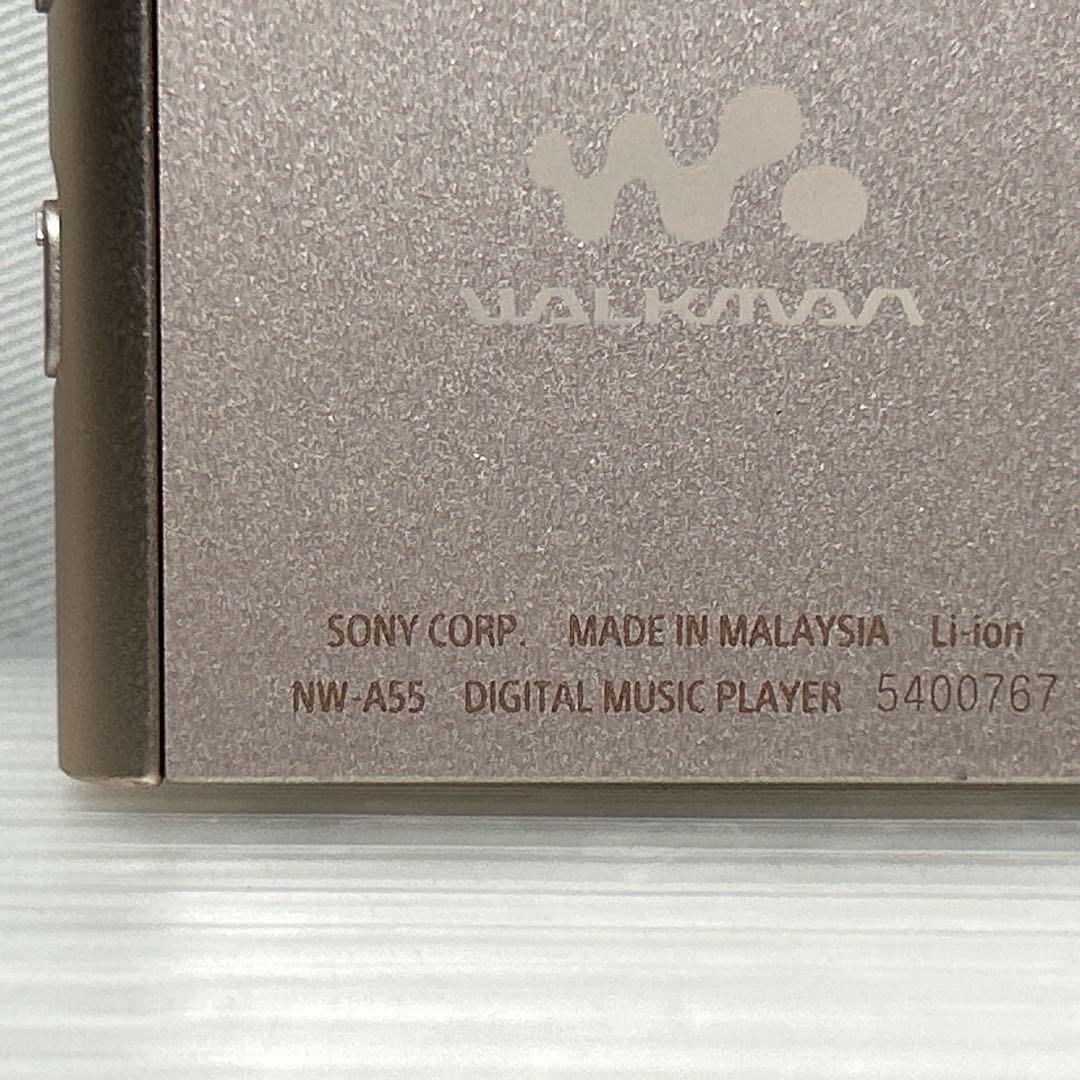 WALKMAN
SONY CORP. MADE IN MALAYSIA Li-ion
NW-A55 DIGITAL MUSIC PLAYER 5400767